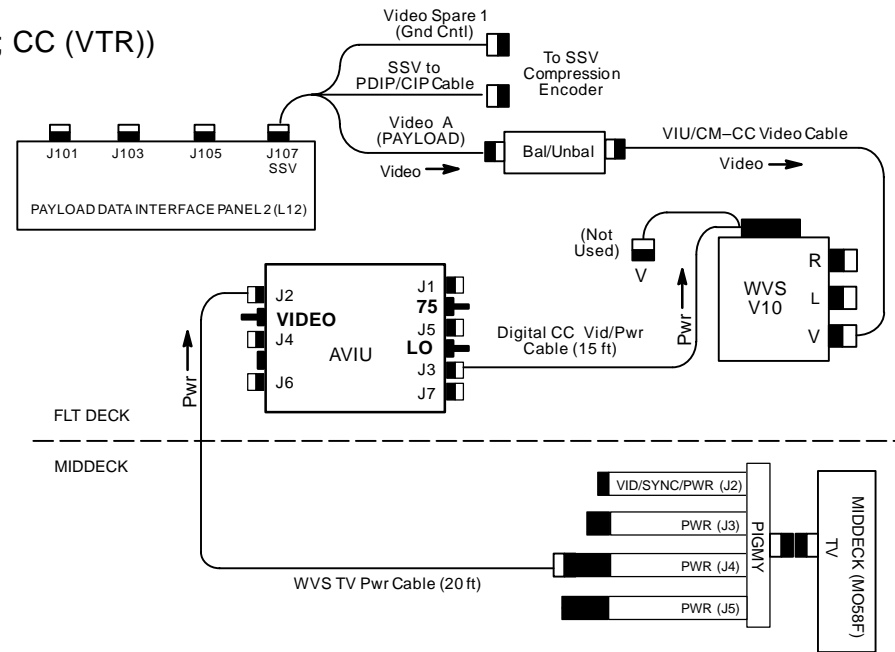 ; CC (VTR))
Video Spare 1
(Gnd Cntl)
SSV to
PDIP/CIP Cable
To SSV
Compression
Encoder
Video A
(PAYLOAD)
Video
Bal/Unbal
VIU/CM–CC Video Cable
Video
J101
J103
J105
J107
SSV
PAYLOAD DATA INTERFACE PANEL 2 (L12)
(Not
Used)
V
Pwr
WVS
V10
R
L
V
J2
VIDEO
J4
J6
AVIU
J1
75
J5
LO
J3
J7
Pwr
Digital CC Vid/Pwr
Cable (15 ft)
FLT DECK
MIDDECK
VID/SYNC/PWR (J2)
PWR (J3)
PWR (J4)
PWR (J5)
PIGMY
TV
MIDDECK (MO58F)
WVS TV Pwr Cable (20 ft)